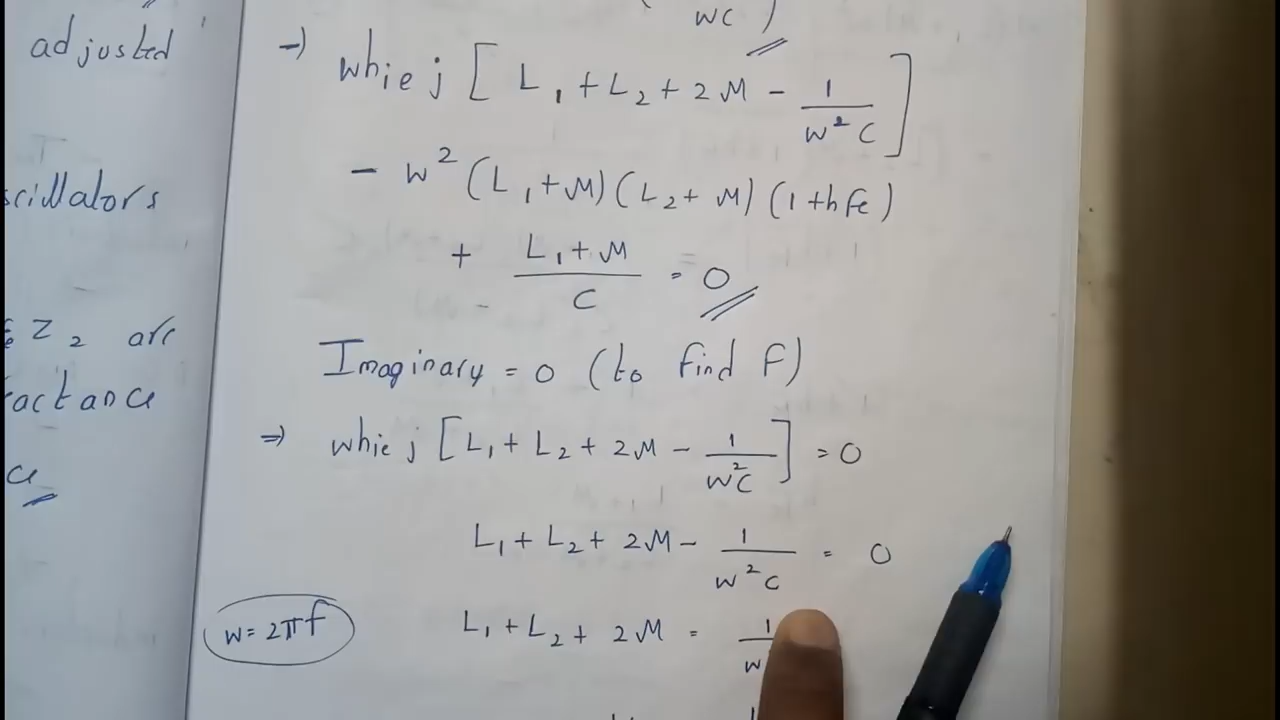 adjusted
scillators
Z2 are
actance
WC )
→) whie j [ L1 + L2 + 2M - 1/w²C ]
- w² (L1 + M) (L2 + M) (1 + hfe)
+ L1 + M / C = 0
Imaginary = 0 (to find F)
⇒ whie j [L1 + L2 + 2M - 1/w²C] = 0
L1 + L2 + 2M - 1/w²C = 0
w = 2πf
L1 + L2 + 2M = 1/w